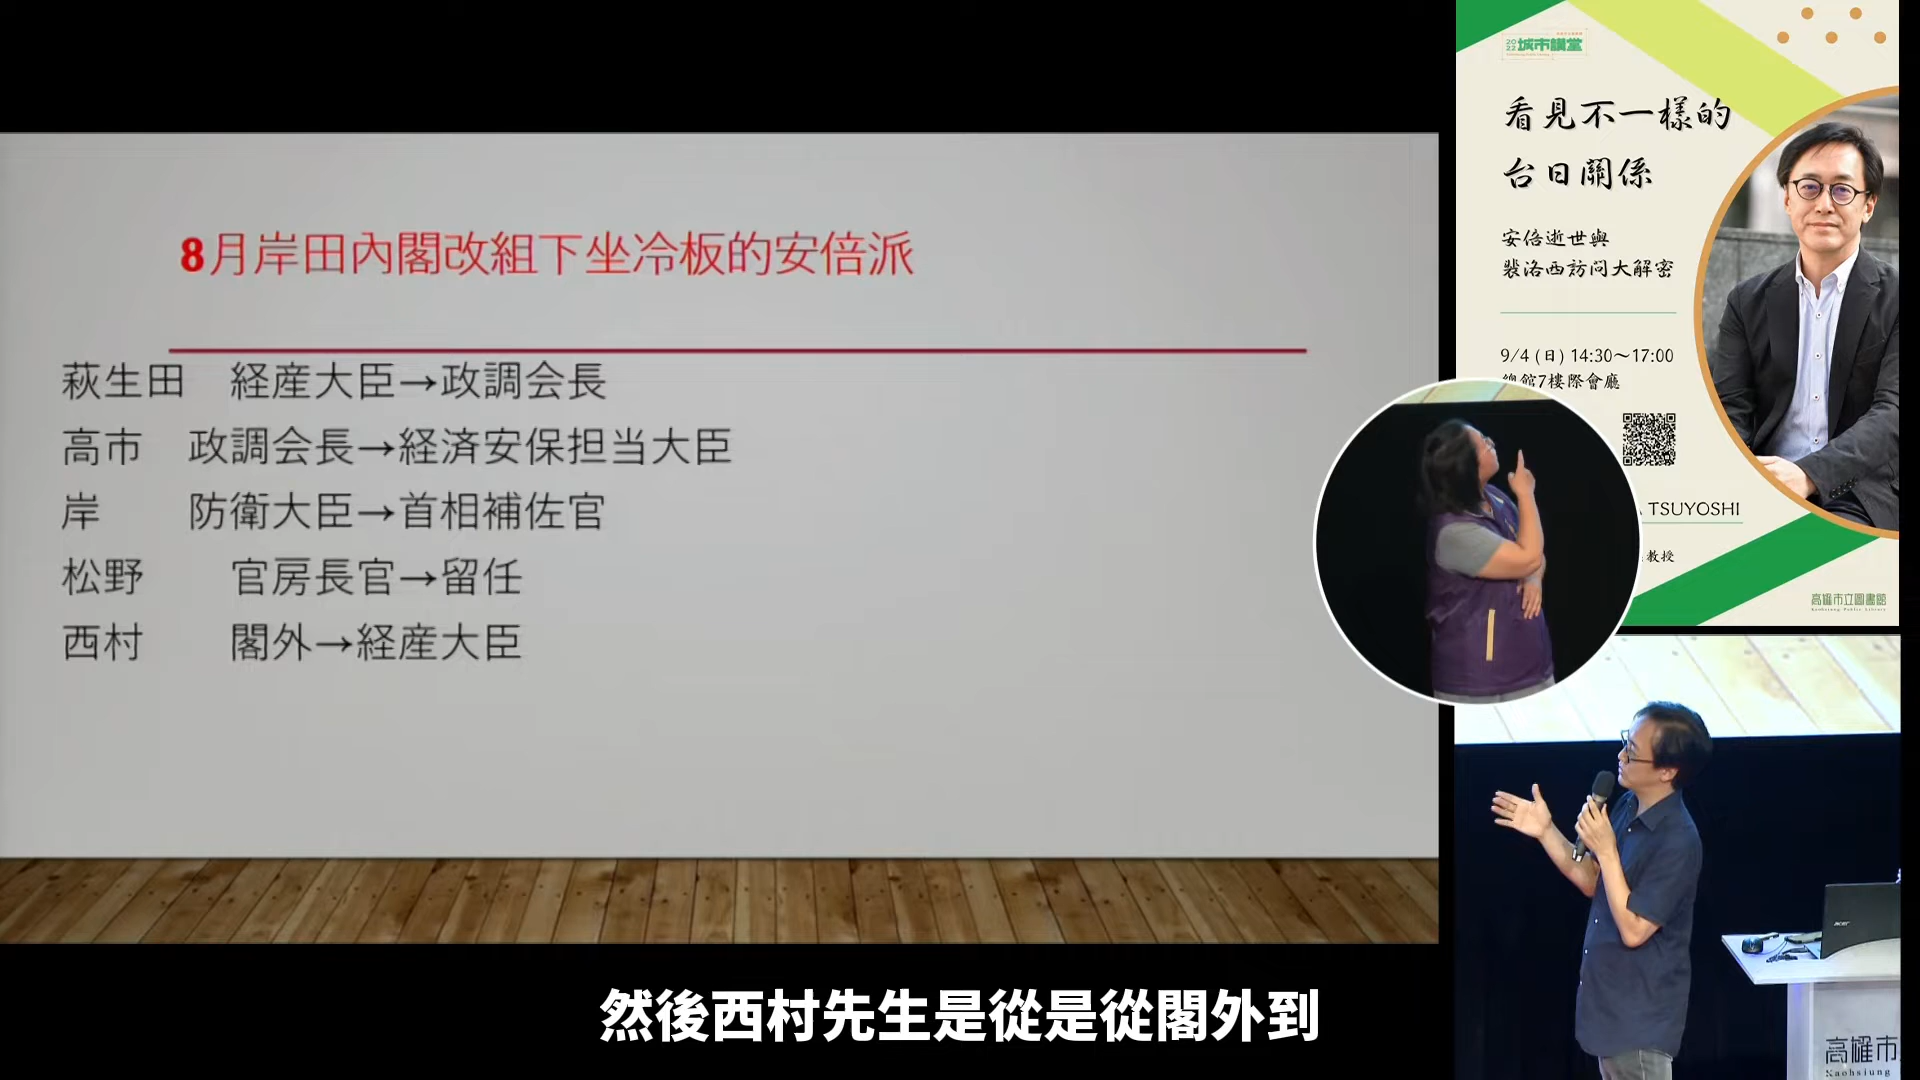 8月岸田內閣改組下坐冷板的安倍派
萩生田 経産大臣→政調会長
高市 政調会長→経済安保担当大臣
岸 防衛大臣→首相補佐官
松野 官房長官→留任
西村 閣外→経産大臣
2022 城市講堂
看見不一樣的
台日關係
安倍逝世與
裴洛西訪問大解密
9/4 (日) 14:30～17:00
總館7樓際會廳
TSUYOSHI
教授
高雄市立圖書館
Kaohsiung Public Library
acer
高雄市
Kaohsiung
然後西村先生是從是從閣外到